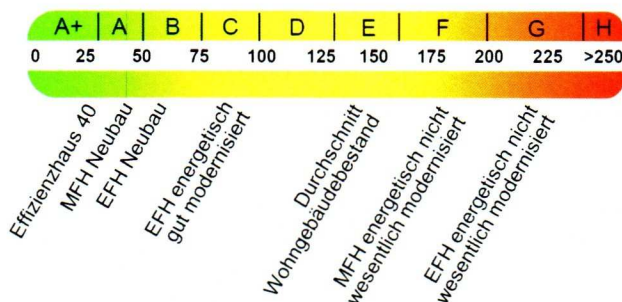 A+ A B C D E F G H
0 25 50 75 100 125 150 175 200 225 >250
Effizienzhaus 40
MFH Neubau
EFH Neubau
EFH energetisch
gut modernisiert
Durchschnitt
Wohngebäudebestand
MFH energetisch nicht
wesentlich modernisiert
EFH energetisch nicht
wesentlich modernisiert